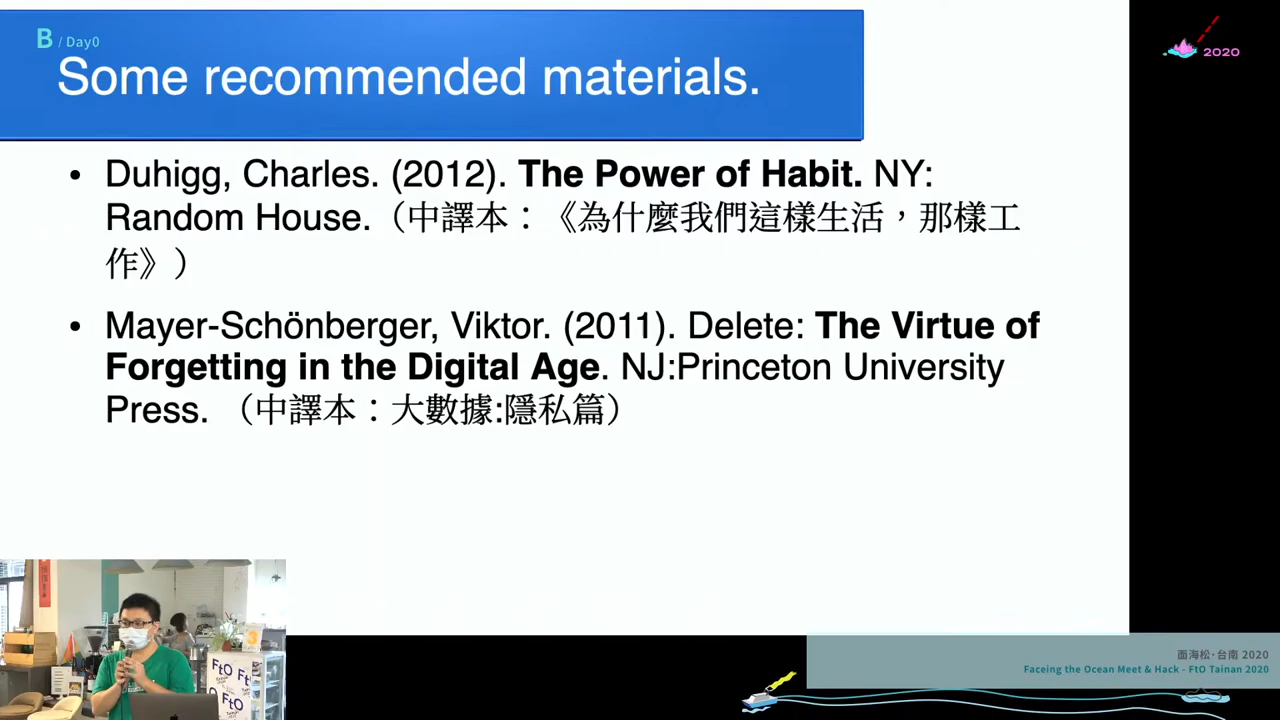 B / Day0
Some recommended materials.
2020
• Duhigg, Charles. (2012). The Power of Habit. NY:
Random House.（中譯本：《為什麼我們這樣生活，那樣工
作》）
• Mayer-Schönberger, Viktor. (2011). Delete: The Virtue of
Forgetting in the Digital Age. NJ:Princeton University
Press. （中譯本：大數據:隱私篇）
3
FtO
FtO
面海松·台南 2020
Faceing the Ocean Meet & Hack - FtO Tainan 2020